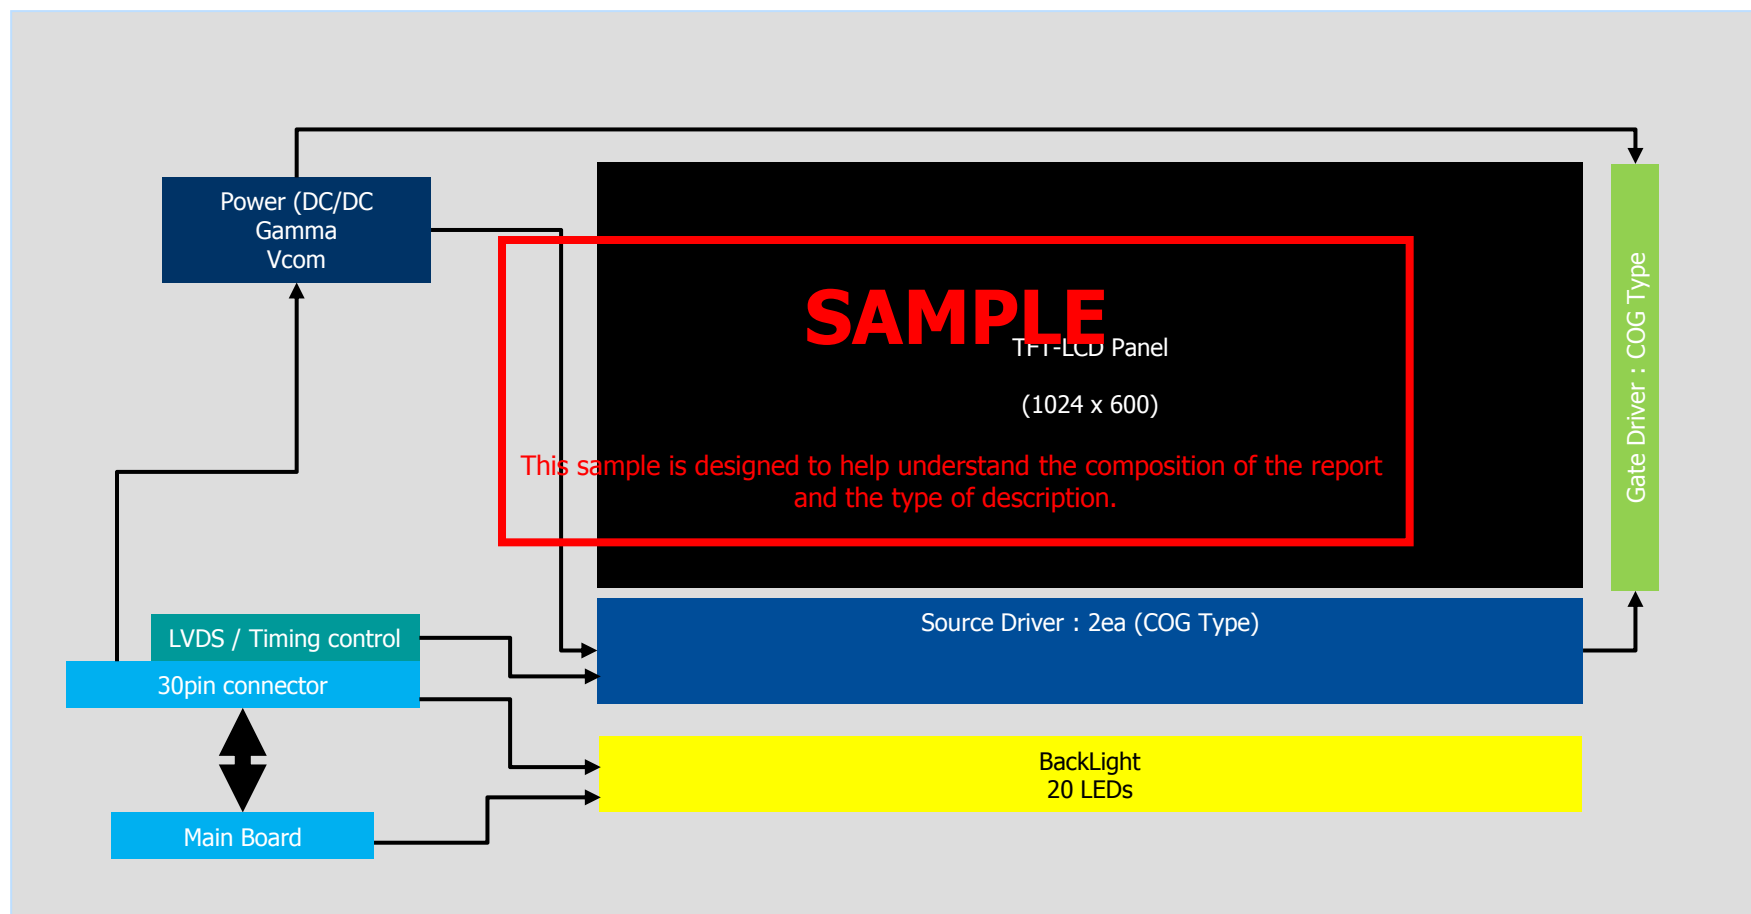 Power (DC/DC
Gamma
Vcom
SAMPLE
TFT-LCD Panel
(1024 x 600)
This sample is designed to help understand the composition of the report
and the type of description.
Gate Driver : COG Type
LVDS / Timing control
30pin connector
Source Driver : 2ea (COG Type)
BackLight
20 LEDs
Main Board